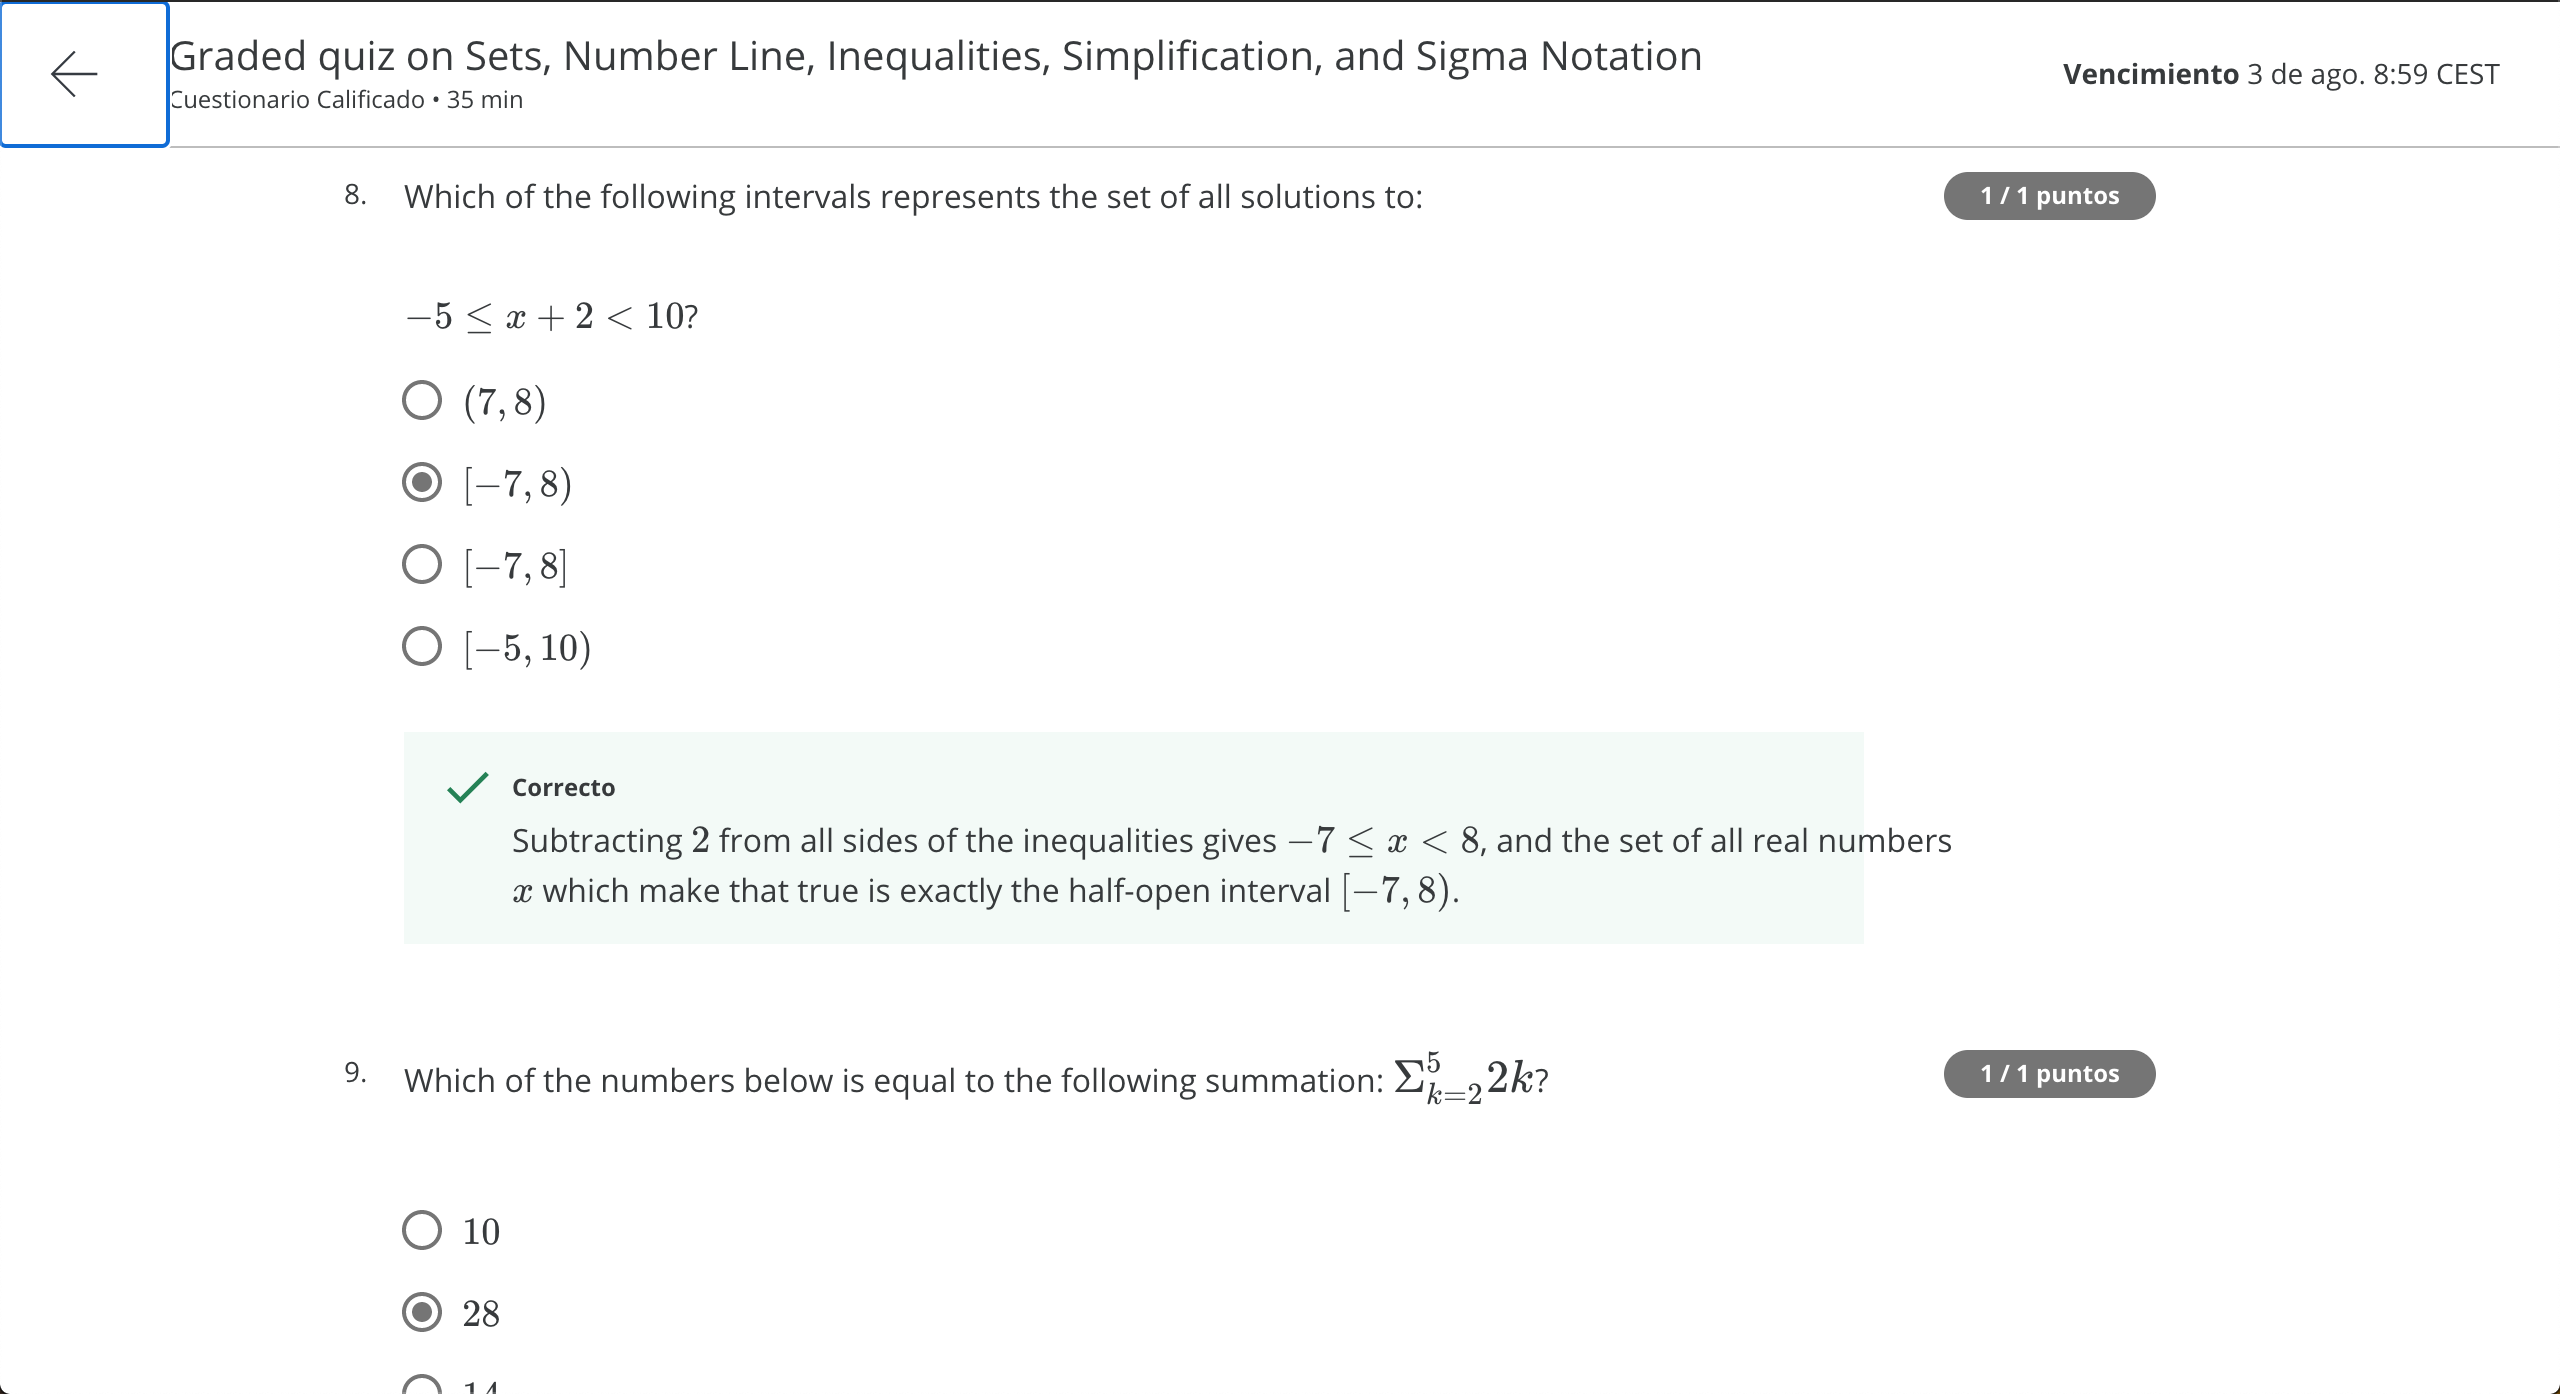 Graded quiz on Sets, Number Line, Inequalities, Simplification, and Sigma Notation
Cuestionario Calificado • 35 min
Vencimiento 3 de ago. 8:59 CEST
8. Which of the following intervals represents the set of all solutions to:
1 / 1 puntos
−5 ≤ x + 2 < 10?
(7, 8)
[−7, 8)
[−7, 8]
[−5, 10)
Correcto
Subtracting 2 from all sides of the inequalities gives −7 ≤ x < 8, and the set of all real numbers
x which make that true is exactly the half-open interval [−7, 8).
9. Which of the numbers below is equal to the following summation: Σ_{k=2}^{5} 2k?
1 / 1 puntos
10
28
14